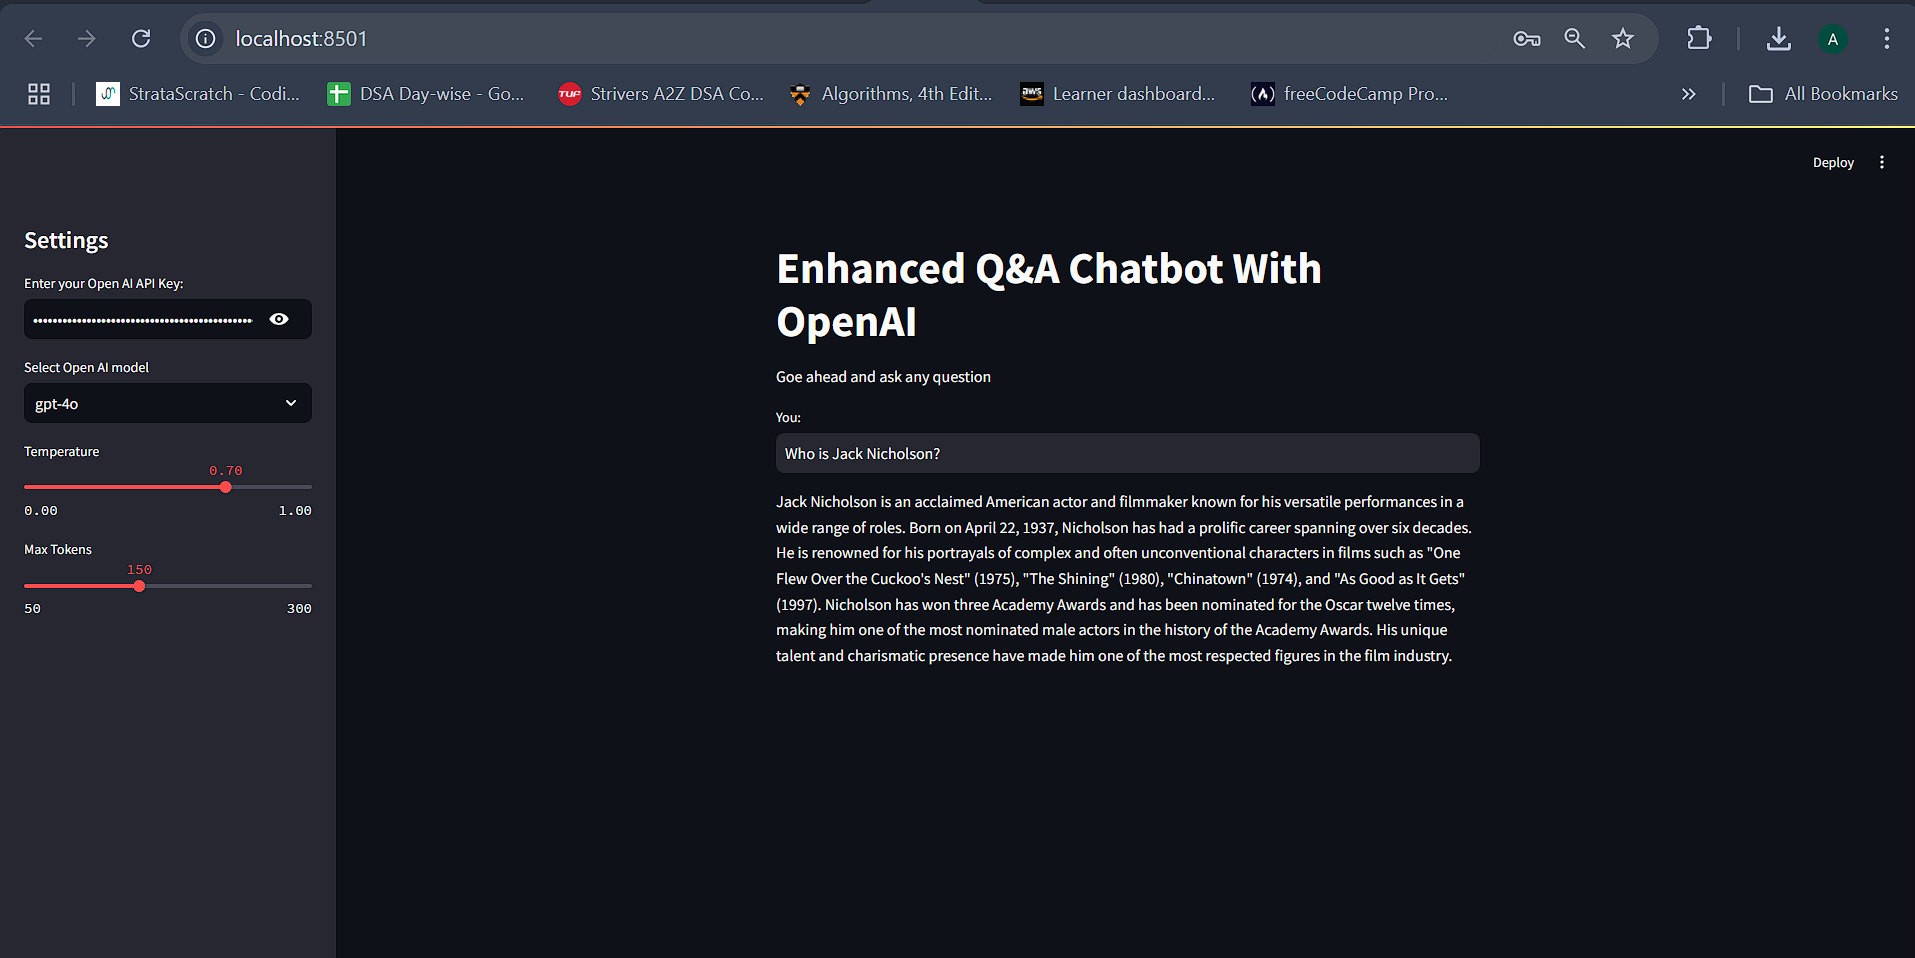 localhost:8501
A
StrataScratch - Codi...
DSA Day-wise - Go...
TUF
Strivers A2Z DSA Co...
Algorithms, 4th Edit...
aws
Learner dashboard...
freeCodeCamp Pro...
All Bookmarks
Deploy
Settings
Enter your Open AI API Key:
Select Open AI model
gpt-4o
Temperature
0.70
0.00 1.00
Max Tokens
150
50 300
Enhanced Q&A Chatbot With
OpenAI
Goe ahead and ask any question
You:
Who is Jack Nicholson?
Jack Nicholson is an acclaimed American actor and filmmaker known for his versatile performances in a
wide range of roles. Born on April 22, 1937, Nicholson has had a prolific career spanning over six decades.
He is renowned for his portrayals of complex and often unconventional characters in films such as "One
Flew Over the Cuckoo's Nest" (1975), "The Shining" (1980), "Chinatown" (1974), and "As Good as It Gets"
(1997). Nicholson has won three Academy Awards and has been nominated for the Oscar twelve times,
making him one of the most nominated male actors in the history of the Academy Awards. His unique
talent and charismatic presence have made him one of the most respected figures in the film industry.